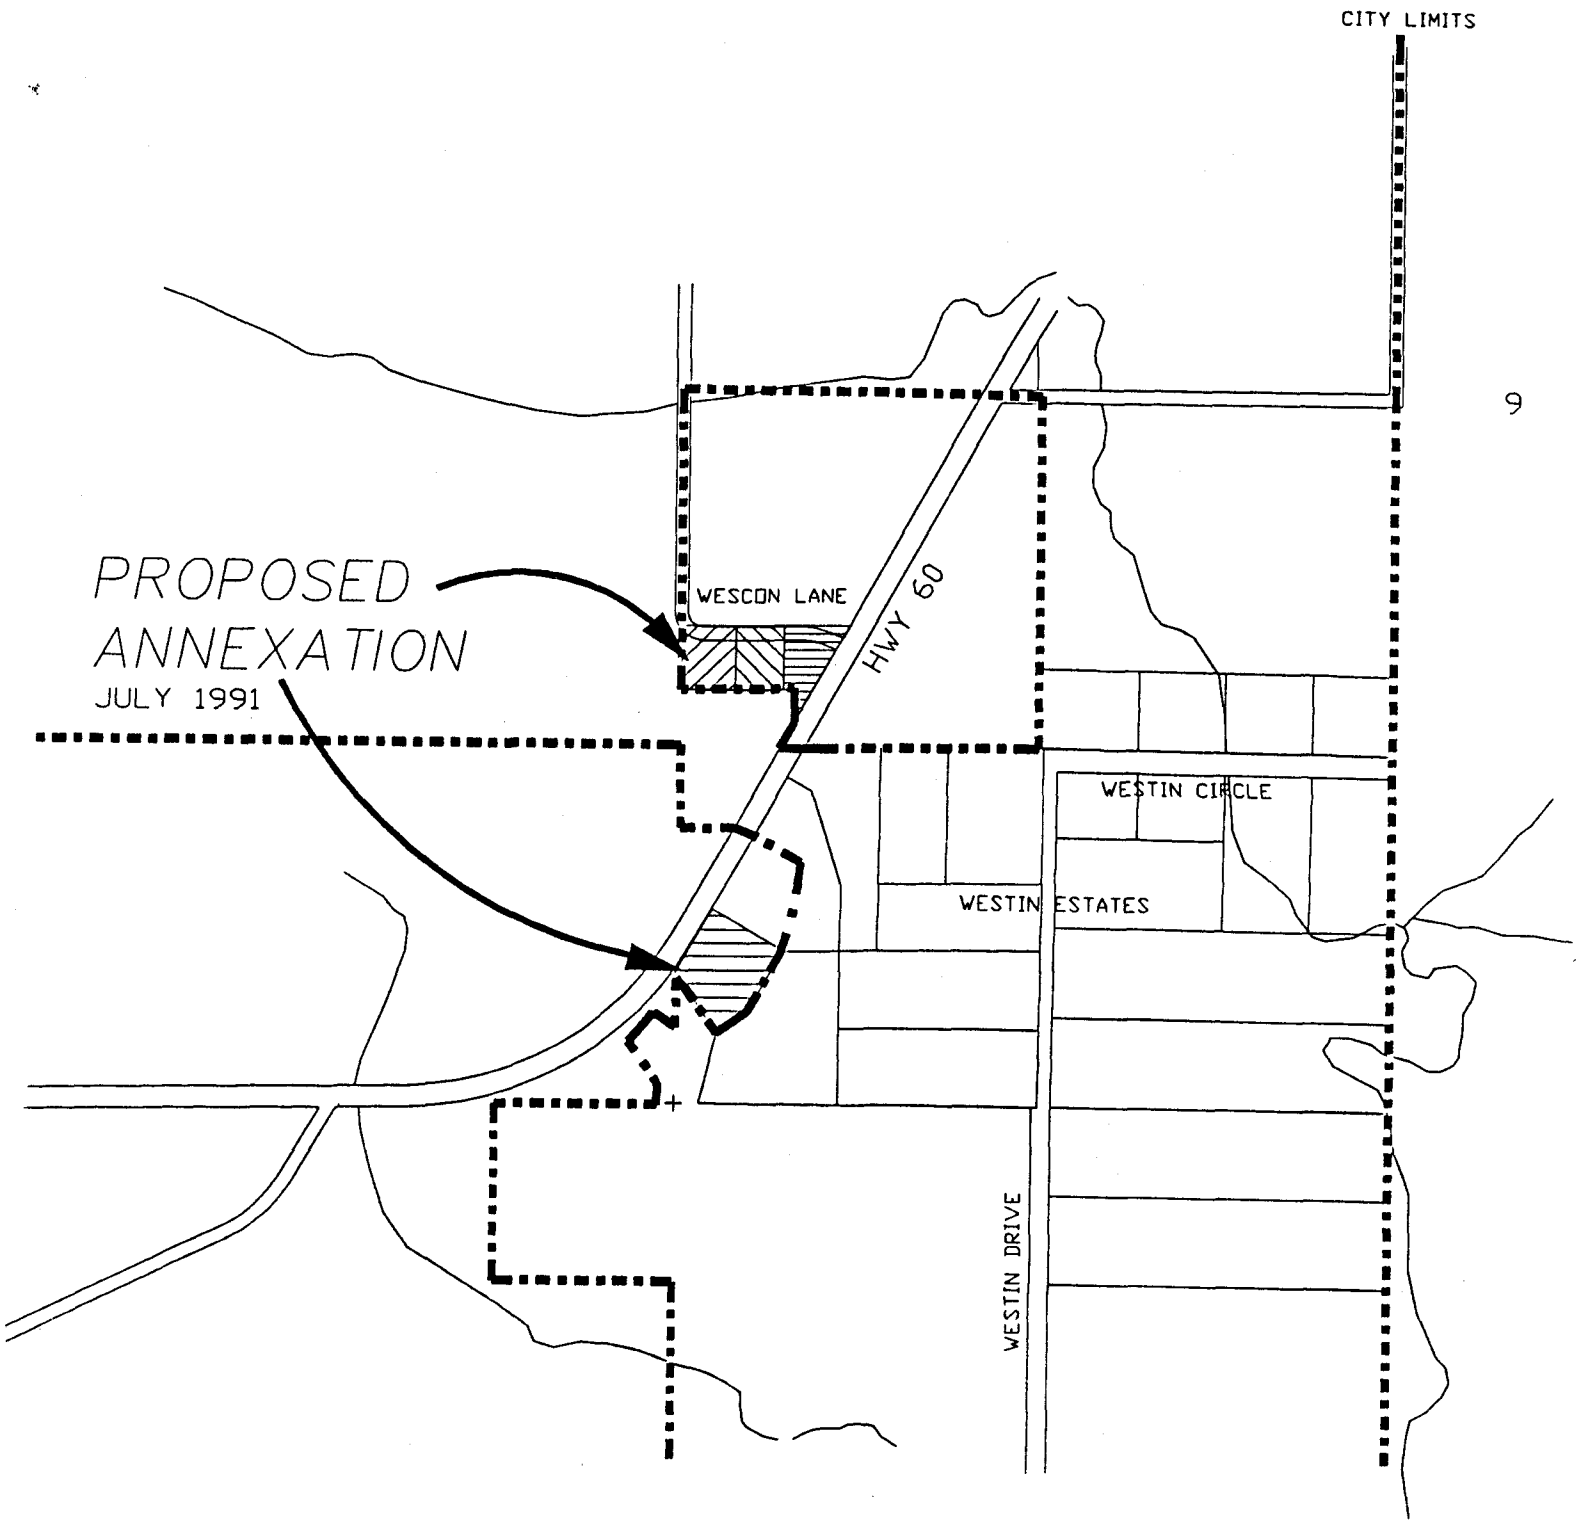 CITY LIMITS
9
WESCON LANE
HWY 60
PROPOSED
ANNEXATION
JULY 1991
WESTIN CIRCLE
WESTIN ESTATES
WESTIN DRIVE